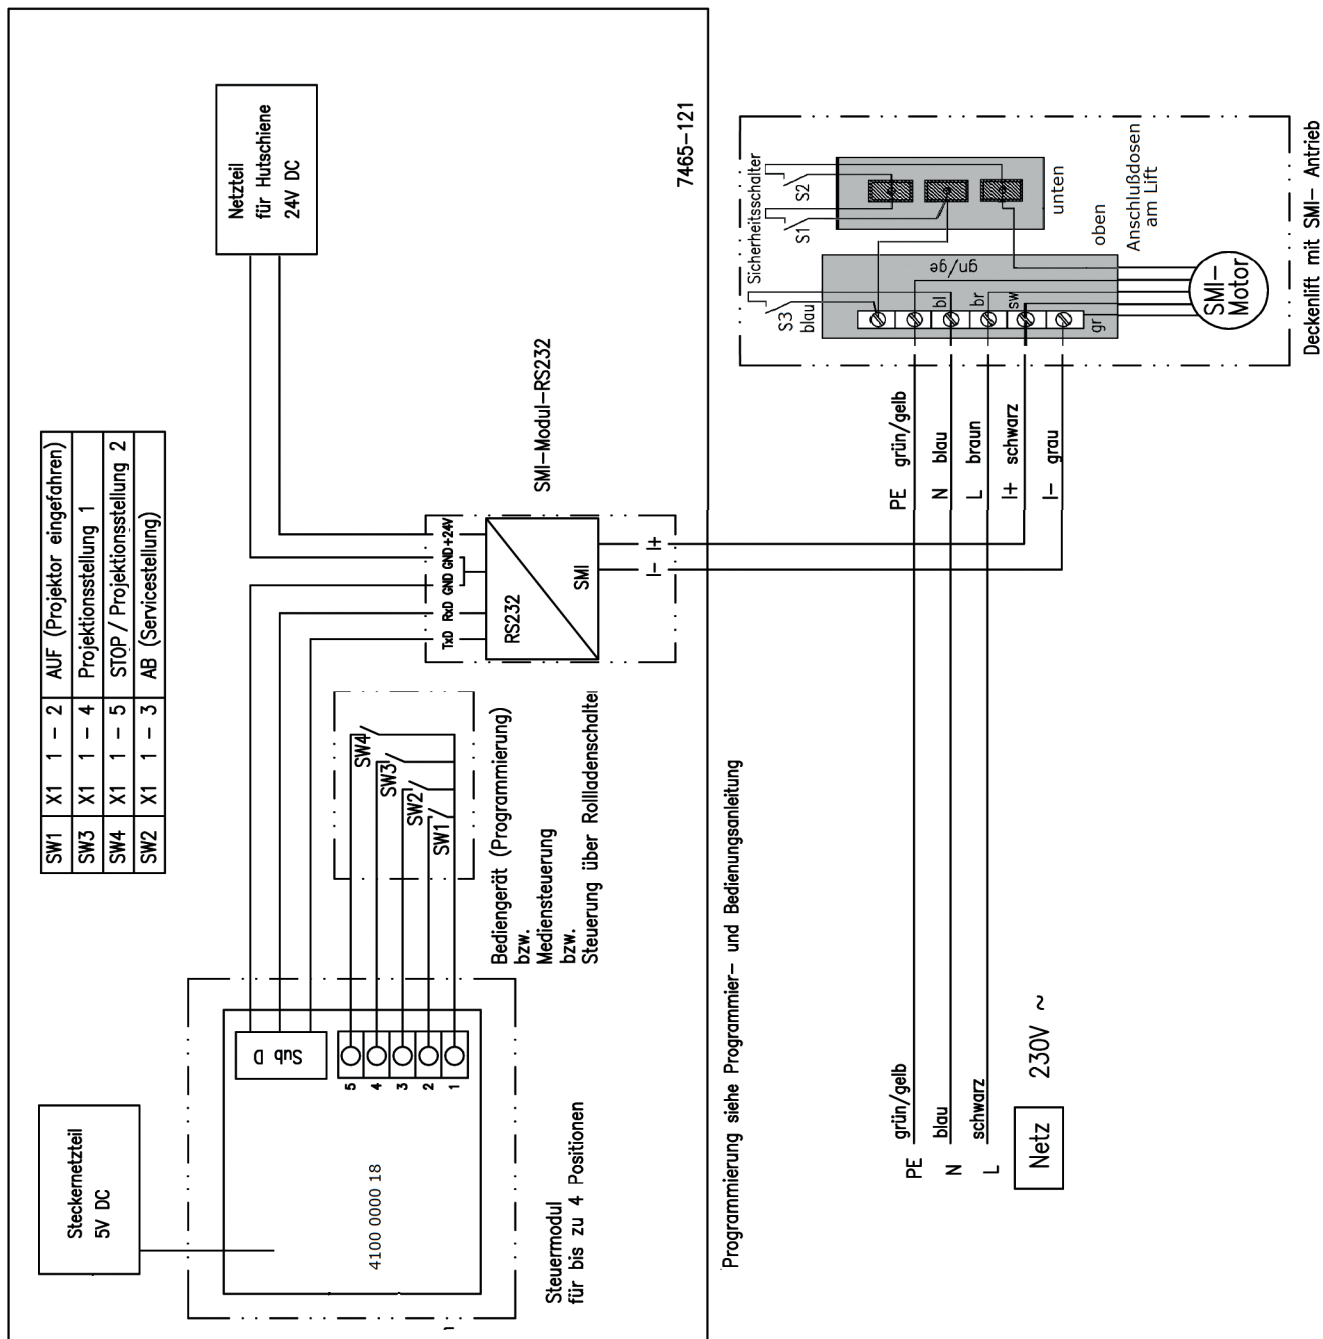 Netzteil
für Hutschiene
24V DC
7465-121
SW1 X1 1 - 2 AUF (Projektor eingefahren)
SW3 X1 1 - 4 Projektionsstellung 1
SW4 X1 1 - 5 STOP / Projektionsstellung 2
SW2 X1 1 - 3 AB (Servicestellung)
SMI-Modul-RS232
TxD RxD GND GND +24V
RS232
SMI
I- I+
SW4
SW3
SW2
SW1
Bediengerät (Programmierung)
bzw.
Mediensteuerung
bzw.
Steuerung über Rollladenschalter
Sub D
5
4
3
2
1
Steckernetzteil
5V DC
4100 0000 18
Steuermodul
für bis zu 4 Positionen
Programmierung siehe Programmier- und Bedienungsanleitung
Sicherheitsschalter
S2
S1
S3
blau
unten
oben
Anschlußdosen
am Lift
gn/ge
bl
br
sw
gr
SMI-
Motor
Deckenlift mit SMI- Antrieb
PE grün/gelb
N blau
L braun
I+ schwarz
I- grau
PE grün/gelb
N blau
L schwarz
Netz 230V ~